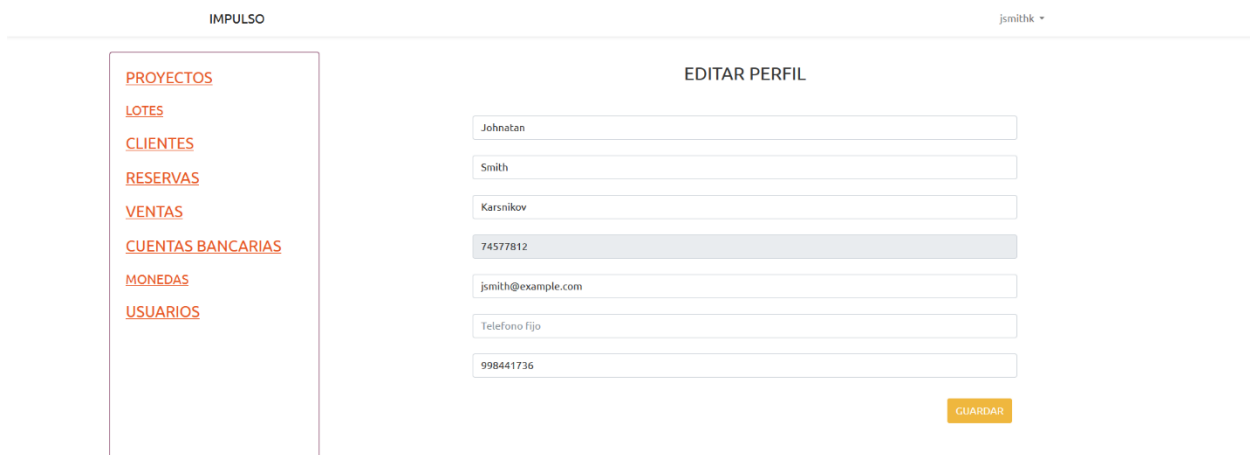 IMPULSO
jsmithk
PROYECTOS
LOTES
CLIENTES
RESERVAS
VENTAS
CUENTAS BANCARIAS
MONEDAS
USUARIOS
EDITAR PERFIL
Johnatan
Smith
Karsnikov
74577812
jsmith@example.com
Telefono fijo
998441736
GUARDAR